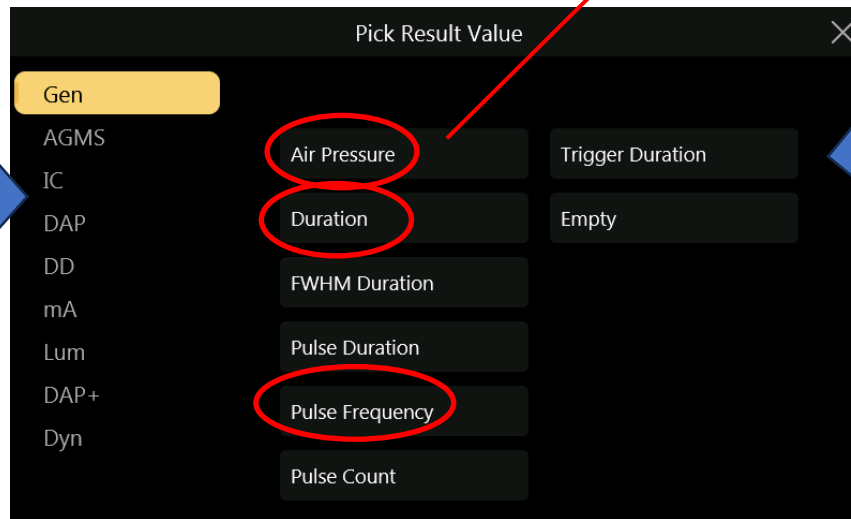 Pick Result Value
Gen
AGMS
IC
DAP
DD
mA
Lum
DAP+
Dyn
Air Pressure
Trigger Duration
Duration
Empty
FWHM Duration
Pulse Duration
Pulse Frequency
Pulse Count